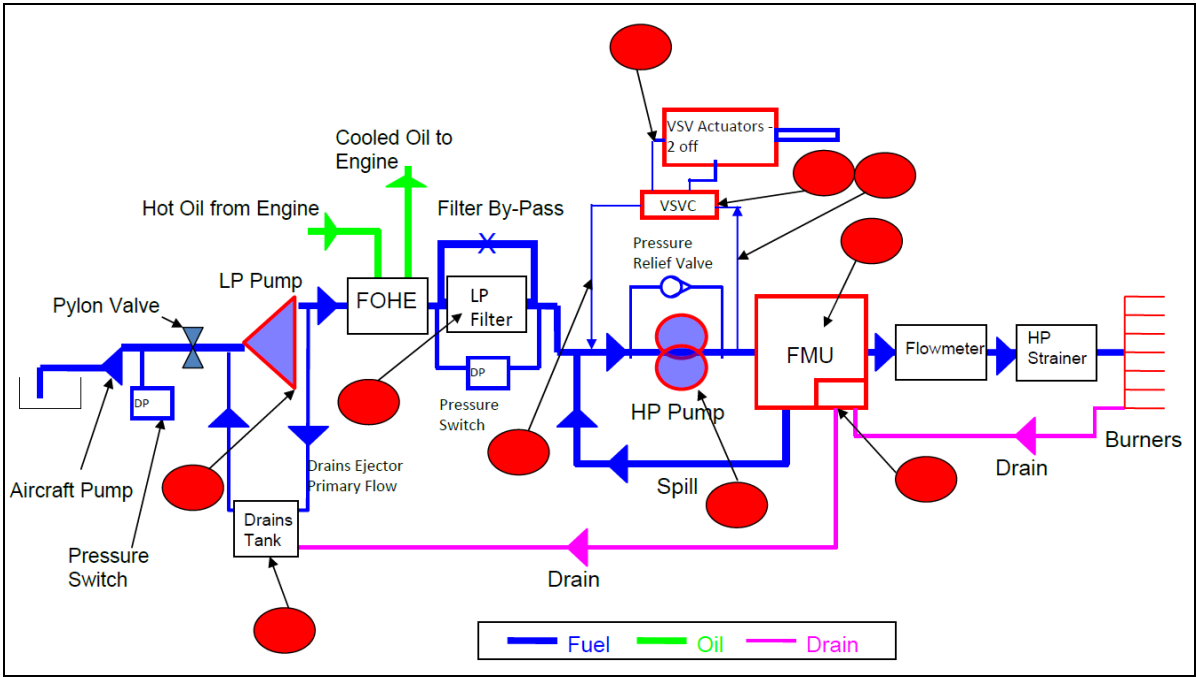 VSV Actuators -
2 off
Cooled Oil to
Engine
Hot Oil from Engine
Filter By-Pass
VSVC
Pressure
Relief Valve
LP Pump
Pylon Valve
FOHE
LP
Filter
FMU
Flowmeter
HP
Strainer
DP
DP
Pressure
Switch
HP Pump
Burners
Drain
Aircraft Pump
Drains Ejector
Primary Flow
Spill
Drains
Tank
Pressure
Switch
Drain
Fuel
Oil
Drain